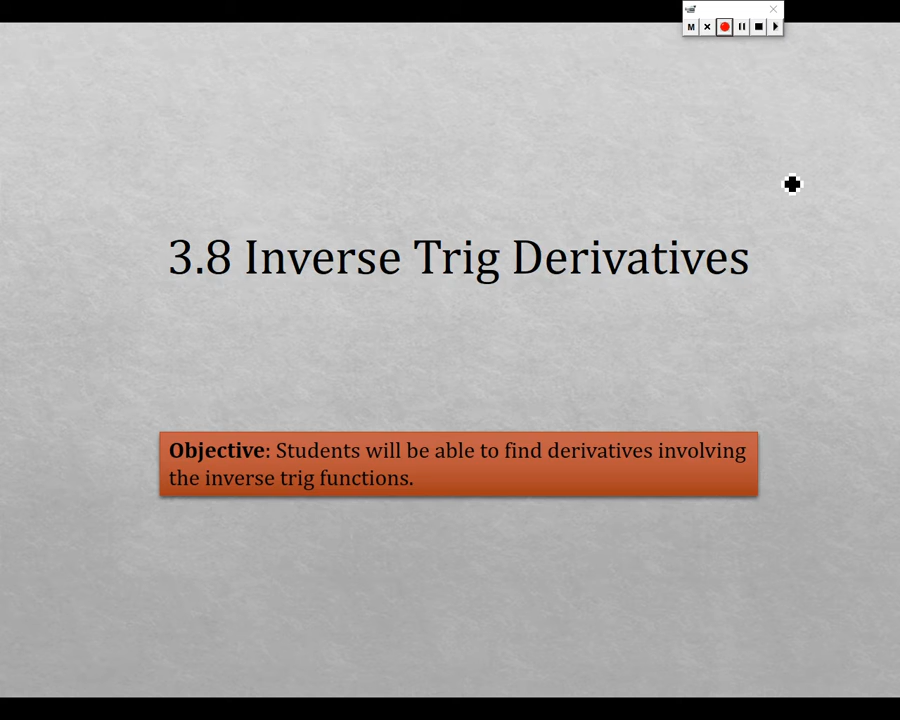 M
3.8 Inverse Trig Derivatives
Objective: Students will be able to find derivatives involving
the inverse trig functions.